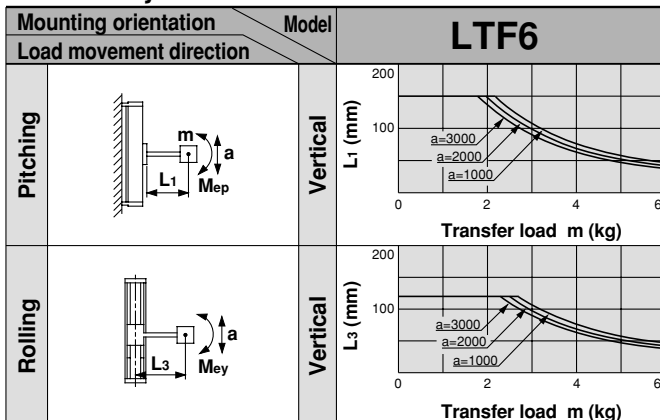 Mounting orientation
Model
Load movement direction
LTF6
Pitching
m
a
L1
Mep
Vertical
L1 (mm)
200
100
a=3000
a=2000
a=1000
0
2
4
6
Transfer load m (kg)
Rolling
a
L3
Mey
Vertical
L3 (mm)
200
100
a=3000
a=2000
a=1000
0
2
4
6
Transfer load m (kg)